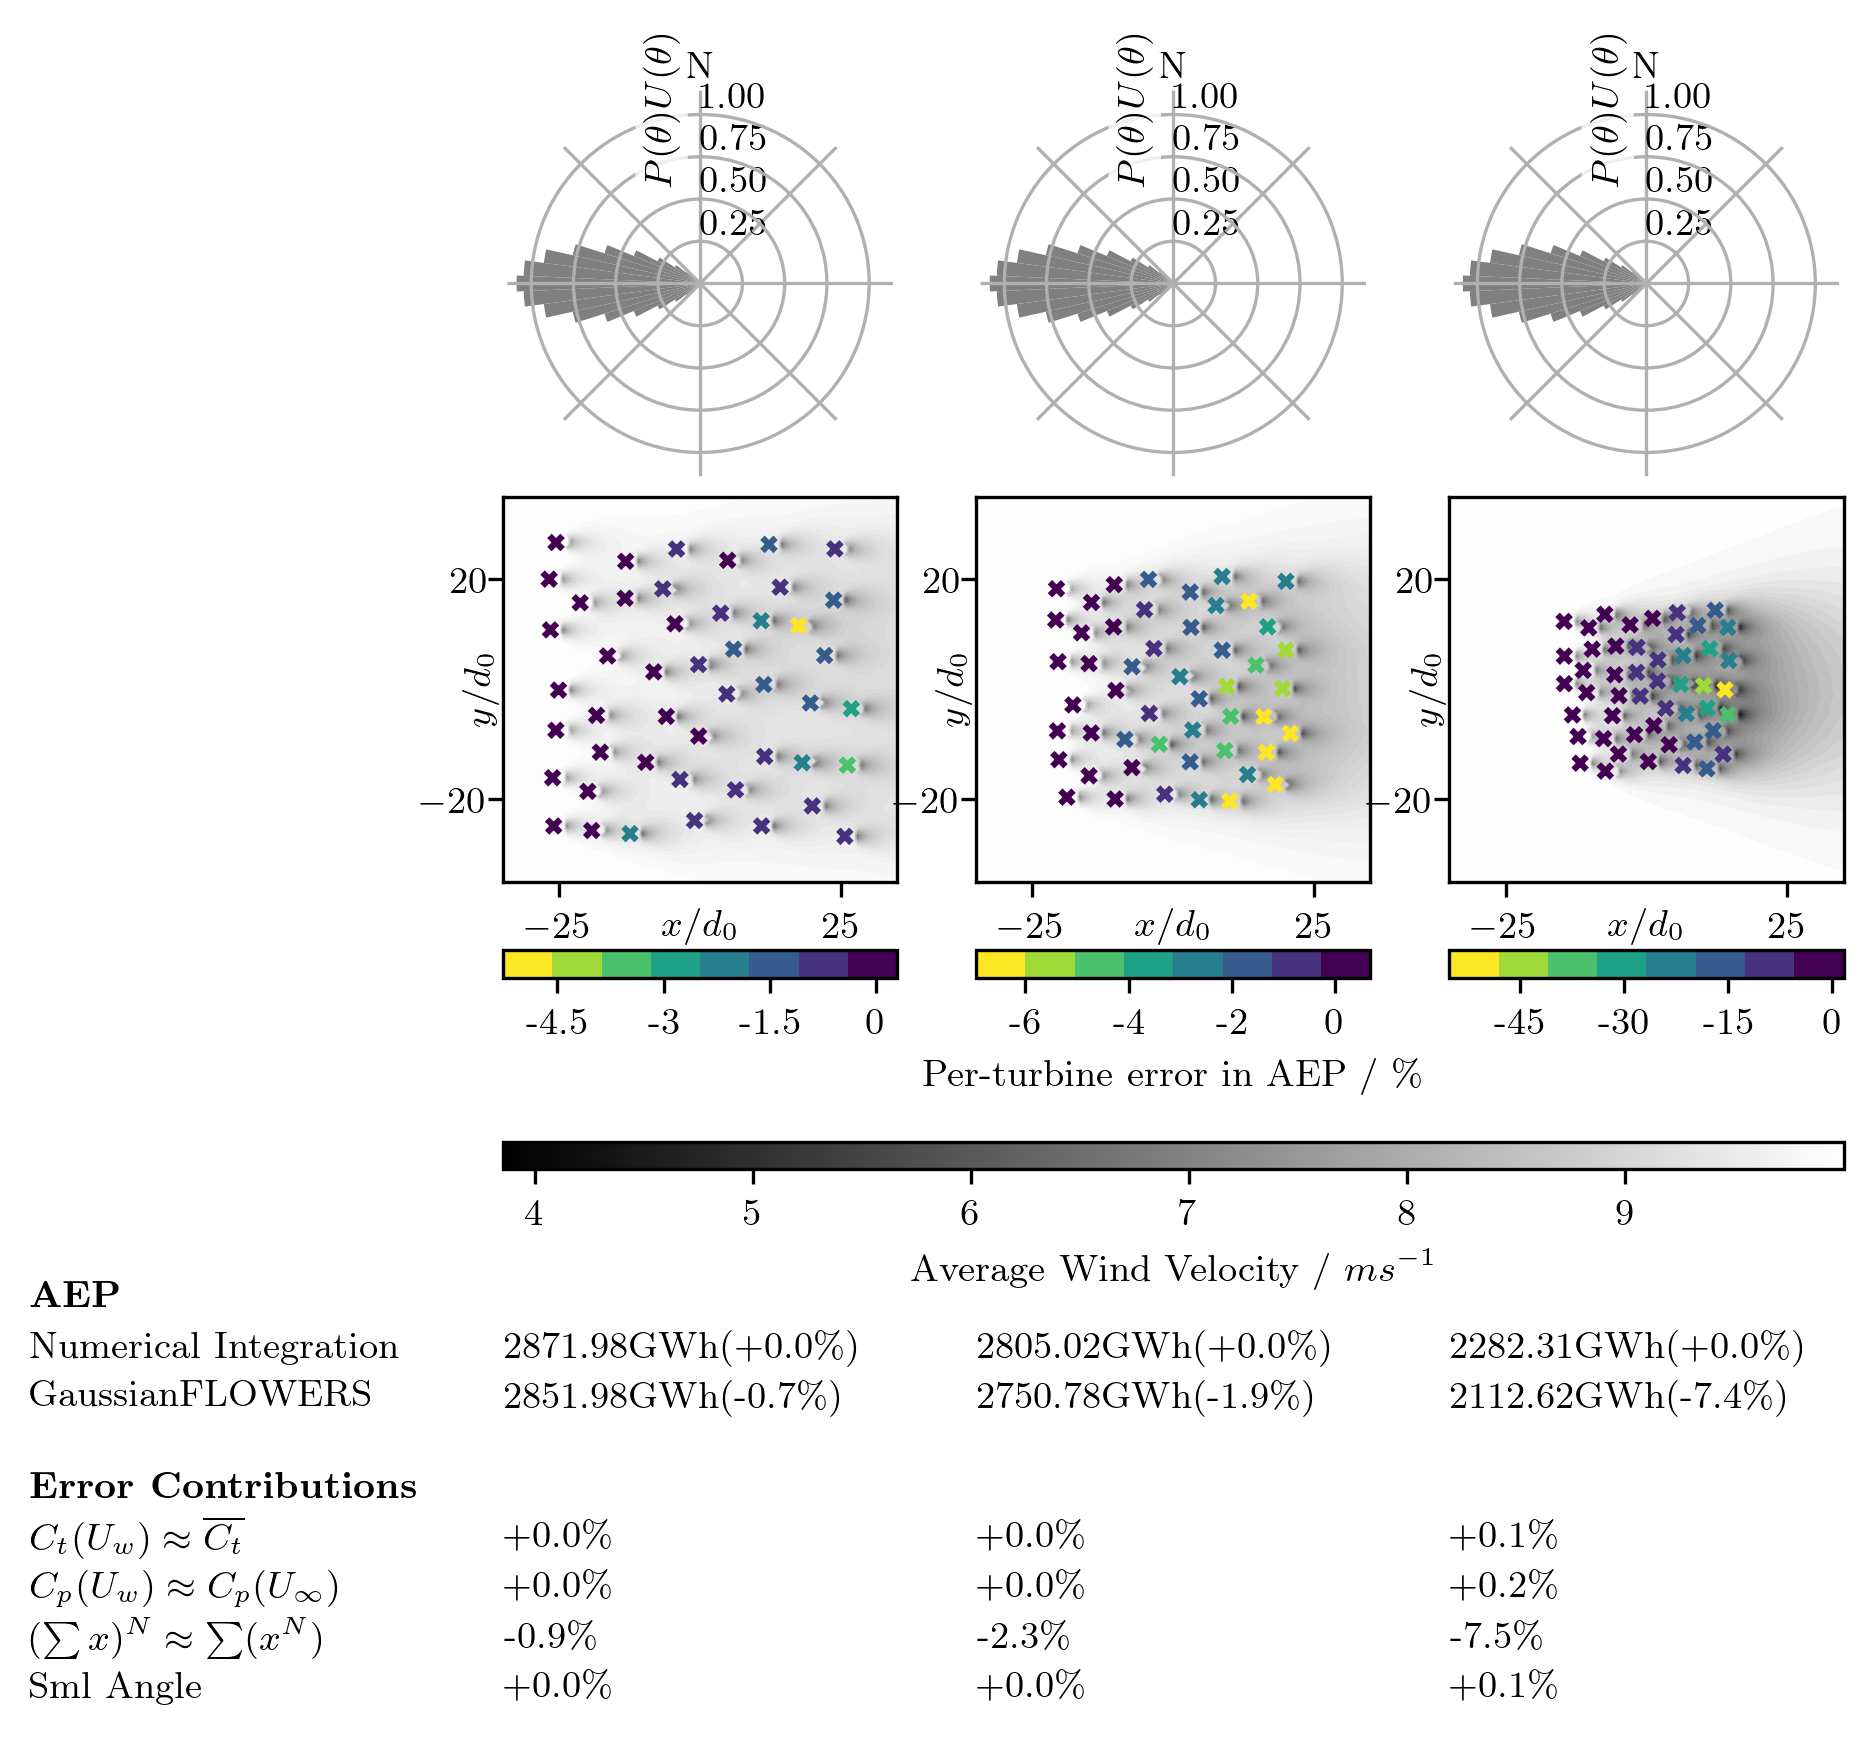 N N N
P(θ)U(θ) P(θ)U(θ) P(θ)U(θ)
1.00 1.00 1.00
0.75 0.75 0.75
0.50 0.50 0.50
0.25 0.25 0.25
20 20 20
y/d₀ y/d₀ y/d₀
−20 −20 −20
−25 x/d₀ 25 −25 x/d₀ 25 −25 x/d₀ 25
-4.5 -3 -1.5 0 -6 -4 -2 0 -45 -30 -15 0
Per-turbine error in AEP / %
4 5 6 7 8 9
Average Wind Velocity / ms⁻¹
AEP
Numerical Integration 2871.98GWh(+0.0%) 2805.02GWh(+0.0%) 2282.31GWh(+0.0%)
GaussianFLOWERS 2851.98GWh(-0.7%) 2750.78GWh(-1.9%) 2112.62GWh(-7.4%)
Error Contributions
Cₜ(U_w) ≈ C̅ₜ̅ +0.0% +0.0% +0.1%
Cₚ(U_w) ≈ Cₚ(U_∞) +0.0% +0.0% +0.2%
(∑ x)ᴺ ≈ ∑(xᴺ) -0.9% -2.3% -7.5%
Sml Angle +0.0% +0.0% +0.1%